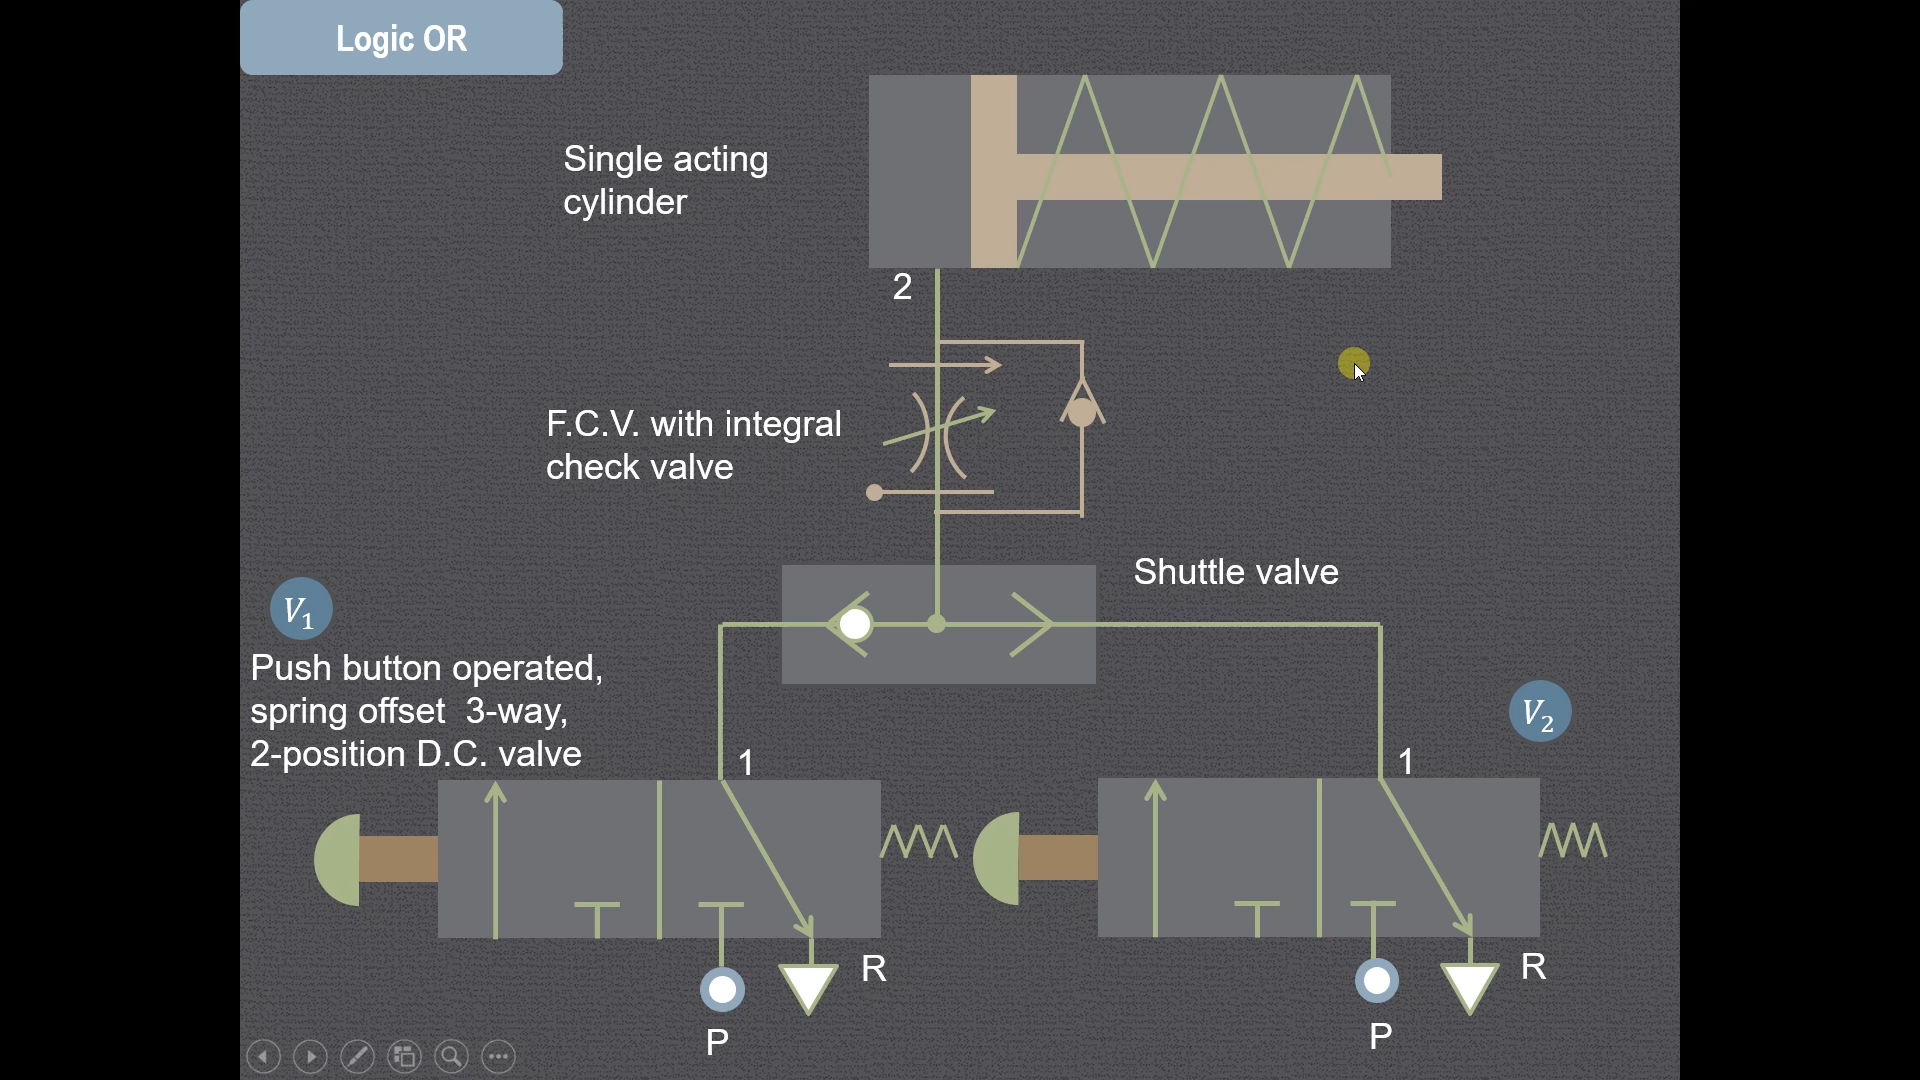 Logic OR
Single acting
cylinder
2
F.C.V. with integral
check valve
Shuttle valve
V₁
Push button operated,
spring offset  3-way,
2-position D.C. valve
V₂
1
1
R
R
P
P